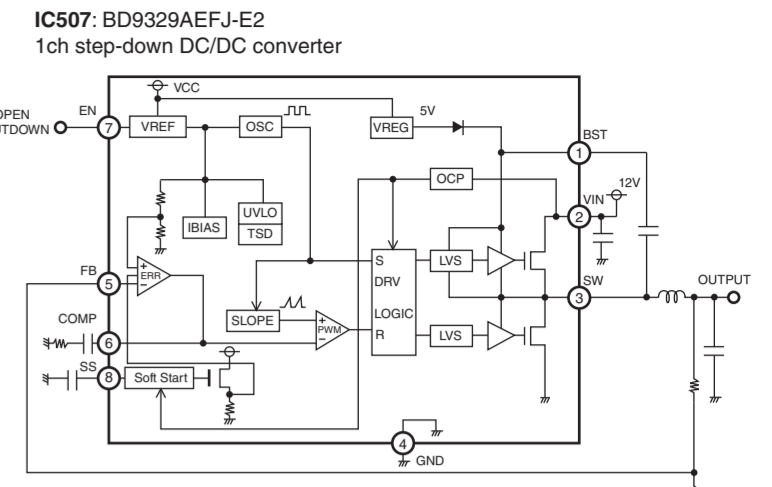 IC507: BD9329AEFJ-E2
1ch step-down DC/DC converter
VCC
OPEN
EN
5V
UTDOWN
7
VREF
OSC
VREG
BST
1
OCP
12V
VIN
2
IBIAS
UVLO
TSD
FB
5
+
ERR
−
S
LVS
DRV
SW
3
OUTPUT
COMP
6
SLOPE
+
PWM
−
LOGIC
R
LVS
SS
8
Soft Start
4
GND